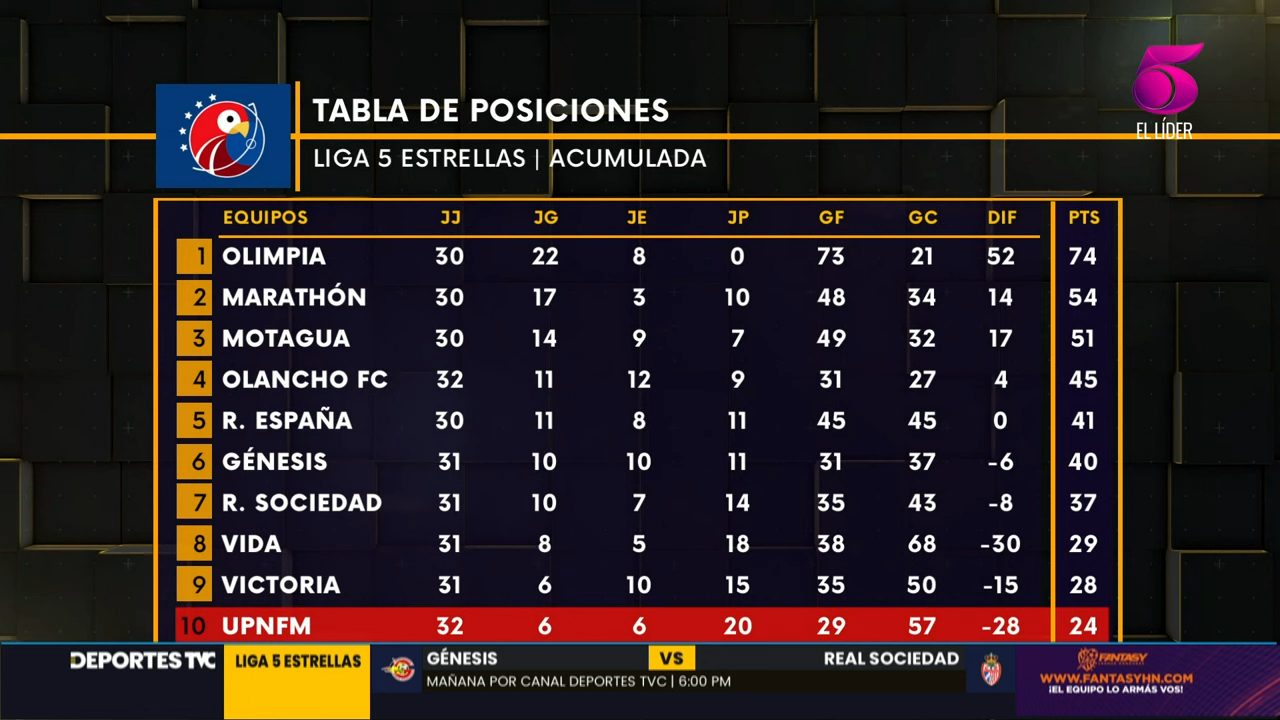 5
EL LÍDER
TABLA DE POSICIONES
LIGA 5 ESTRELLAS | ACUMULADA
EQUIPOS JJ JG JE JP GF GC DIF PTS
1 OLIMPIA 30 22 8 0 73 21 52 74
2 MARATHÓN 30 17 3 10 48 34 14 54
3 MOTAGUA 30 14 9 7 49 32 17 51
4 OLANCHO FC 32 11 12 9 31 27 4 45
5 R. ESPAÑA 30 11 8 11 45 45 0 41
6 GÉNESIS 31 10 10 11 31 37 -6 40
7 R. SOCIEDAD 31 10 7 14 35 43 -8 37
8 VIDA 31 8 5 18 38 68 -30 29
9 VICTORIA 31 6 10 15 35 50 -15 28
10 UPNFM 32 6 6 20 29 57 -28 24
DEPORTES TVC
LIGA 5 ESTRELLAS
GÉNESIS VS REAL SOCIEDAD
MAÑANA POR CANAL DEPORTES TVC | 6:00 PM
FANTASY
WWW.FANTASYHN.COM
¡EL EQUIPO LO ARMÁS VOS!